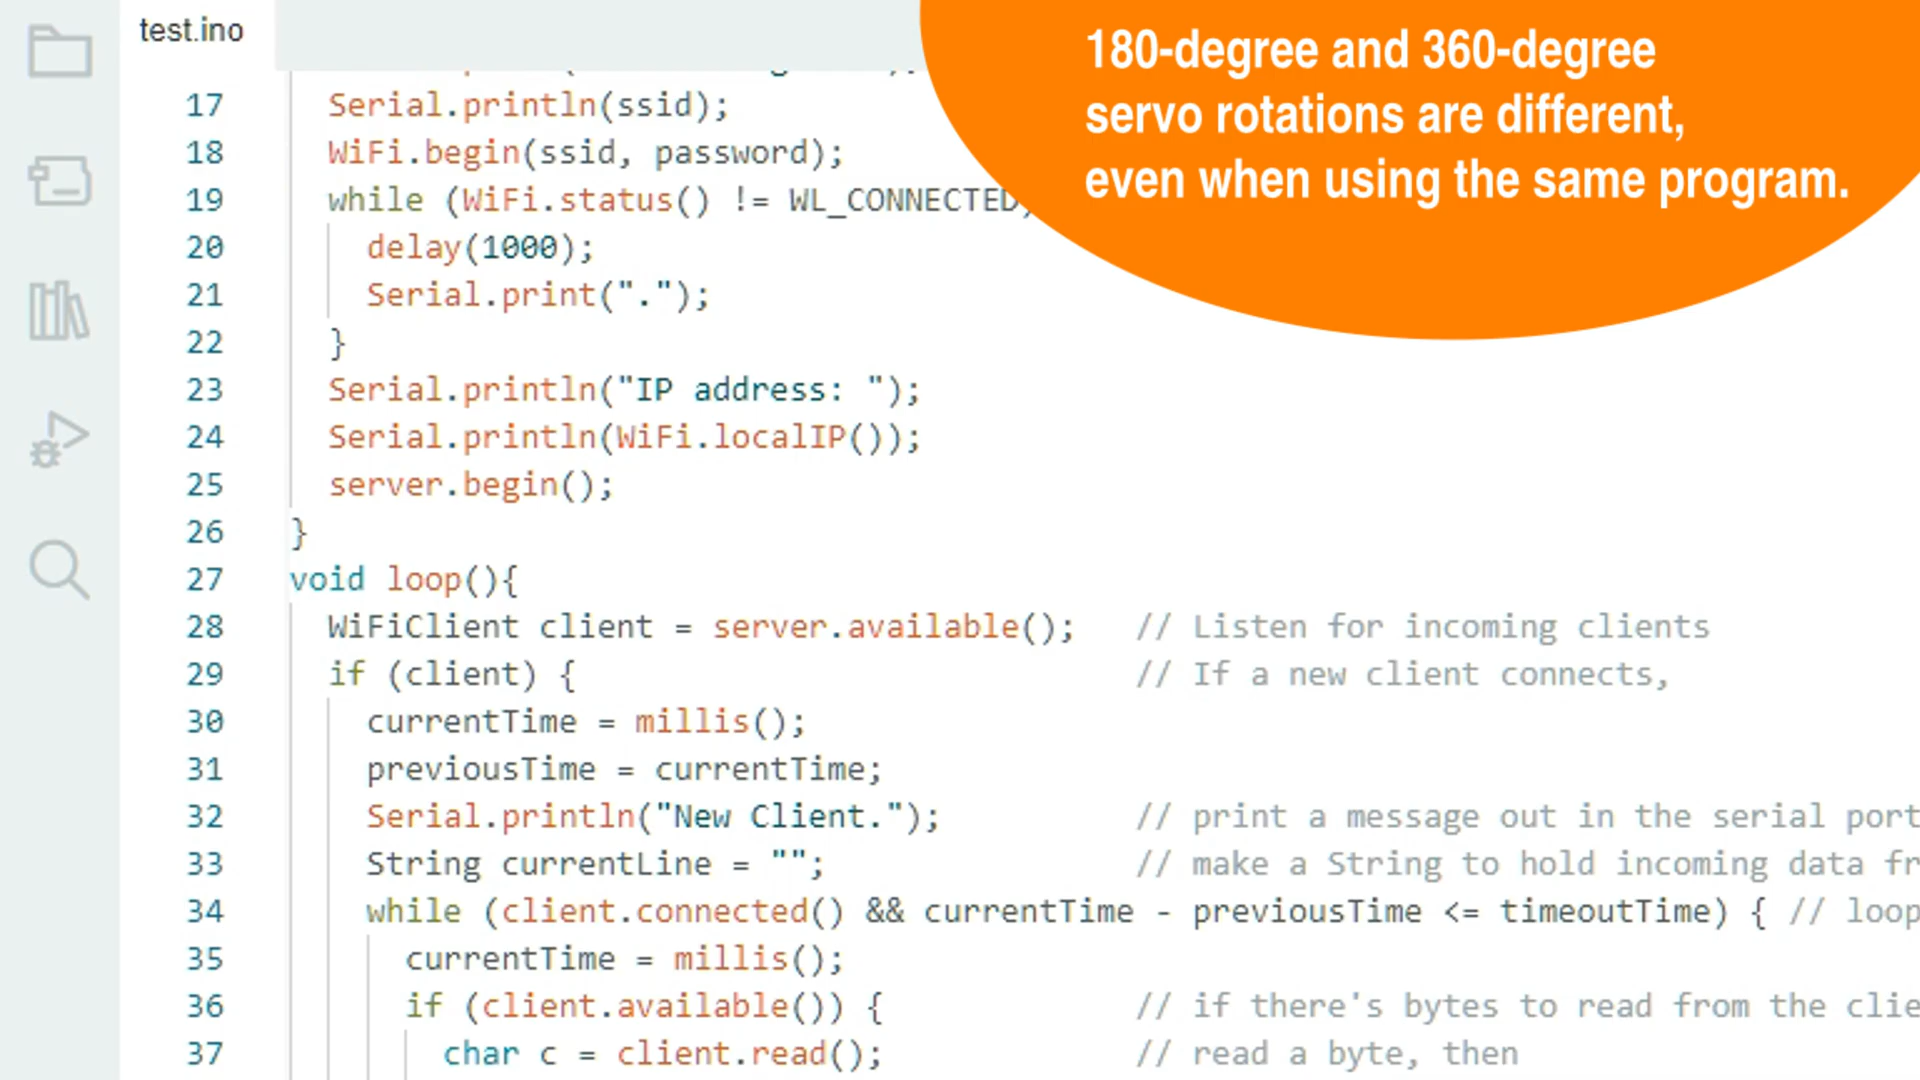 test.ino
180-degree and 360-degree
servo rotations are different,
even when using the same program.
17 Serial.println(ssid);
18 WiFi.begin(ssid, password);
19 while (WiFi.status() != WL_CONNECTED)
20 delay(1000);
21 Serial.print(".");
22 }
23 Serial.println("IP address: ");
24 Serial.println(WiFi.localIP());
25 server.begin();
26 }
27 void loop(){
28 WiFiClient client = server.available(); // Listen for incoming clients
29 if (client) { // If a new client connects,
30 currentTime = millis();
31 previousTime = currentTime;
32 Serial.println("New Client."); // print a message out in the serial port
33 String currentLine = ""; // make a String to hold incoming data fr
34 while (client.connected() && currentTime - previousTime <= timeoutTime) { // loop
35 currentTime = millis();
36 if (client.available()) { // if there's bytes to read from the clie
37 char c = client.read(); // read a byte, then